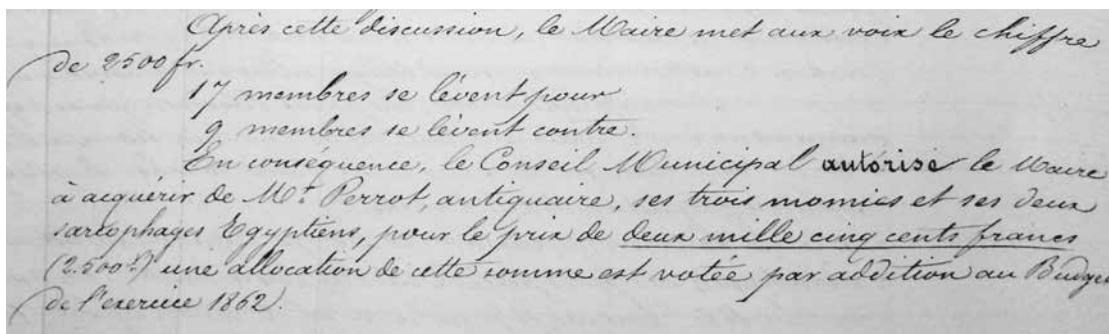 Après cette discussion, le Maire met aux voix le chiffre
de 2500 fr.
17 membres se lèvent pour
9 membres se lèvent contre.
En conséquence, le Conseil Municipal autorise le Maire
à acquérir de Mr. Perrot, antiquaire, ses trois momies et ses deux
sarcophages Egyptiens, pour le prix de deux mille cinq cents francs
(2.500 f) une allocation de cette somme est votée par addition au Budget
de l'exercice 1862.